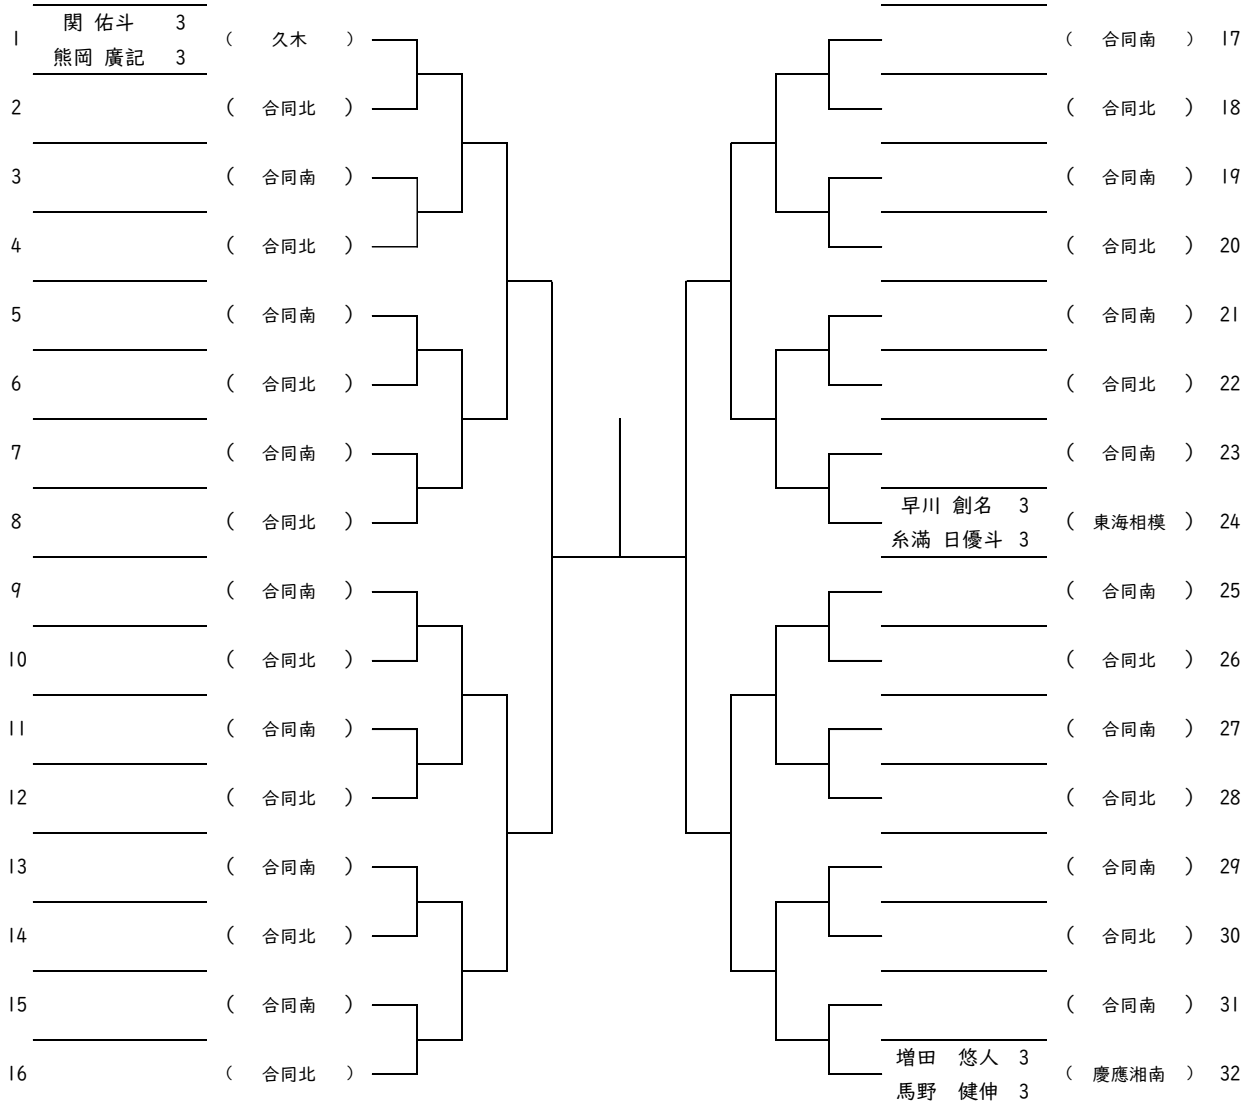 関 佑斗 3
1 ( 久木 )
熊岡 廣記 3
2 ( 合同北 )
3 ( 合同南 )
4 ( 合同北 )
5 ( 合同南 )
6 ( 合同北 )
7 ( 合同南 )
8 ( 合同北 )
9 ( 合同南 )
10 ( 合同北 )
11 ( 合同南 )
12 ( 合同北 )
13 ( 合同南 )
14 ( 合同北 )
15 ( 合同南 )
16 ( 合同北 )
( 合同南 ) 17
( 合同北 ) 18
( 合同南 ) 19
( 合同北 ) 20
( 合同南 ) 21
( 合同北 ) 22
( 合同南 ) 23
早川 創名 3
( 東海相模 ) 24
糸滿 日優斗 3
( 合同南 ) 25
( 合同北 ) 26
( 合同南 ) 27
( 合同北 ) 28
( 合同南 ) 29
( 合同北 ) 30
( 合同南 ) 31
増田 悠人 3
( 慶應湘南 ) 32
馬野 健伸 3